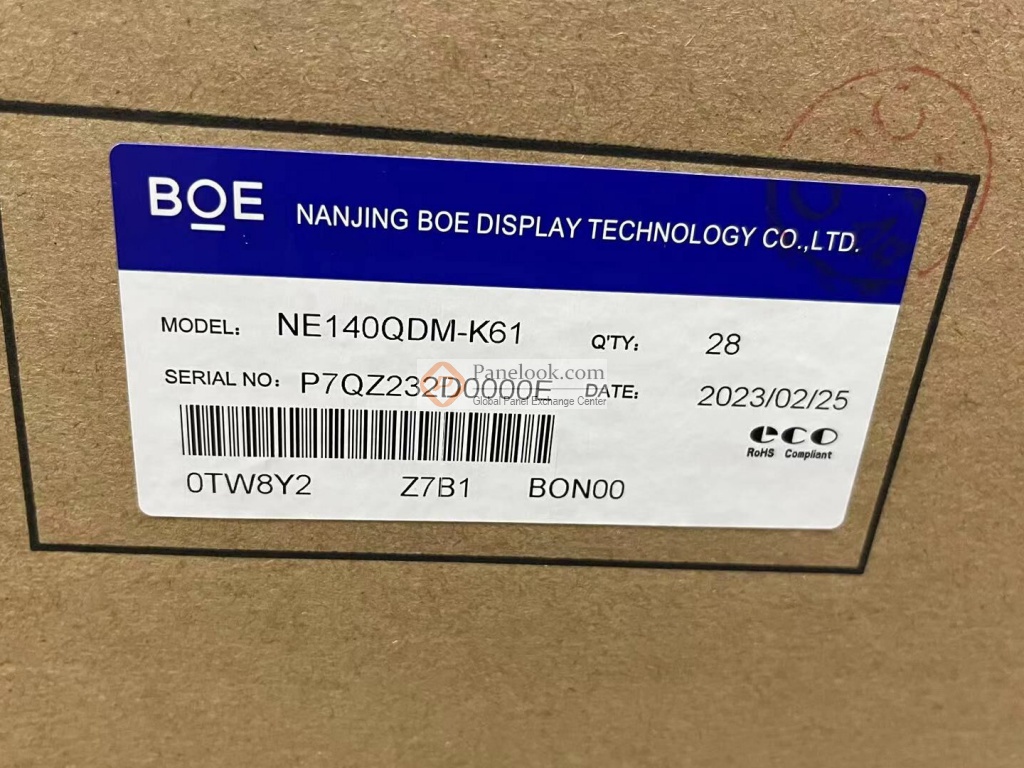 BOE
NANJING BOE DISPLAY TECHNOLOGY CO.,LTD.
MODEL: NE140QDM-K61 Q'TY: 28
SERIAL NO: P7QZ232D0000E DATE: 2023/02/25
Panelook.com
Global Panel Exchange Center
eco
RoHS Compliant
0TW8Y2 Z7B1 BON00